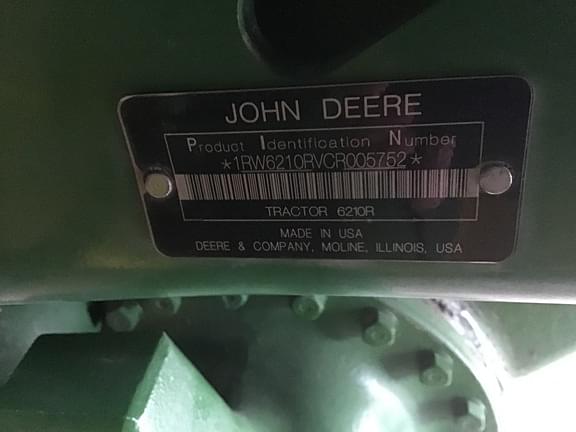 JOHN DEERE
Product Identification Number
*1RW6210RVCR005752*
TRACTOR 6210R
MADE IN USA
DEERE & COMPANY, MOLINE, ILLINOIS, USA